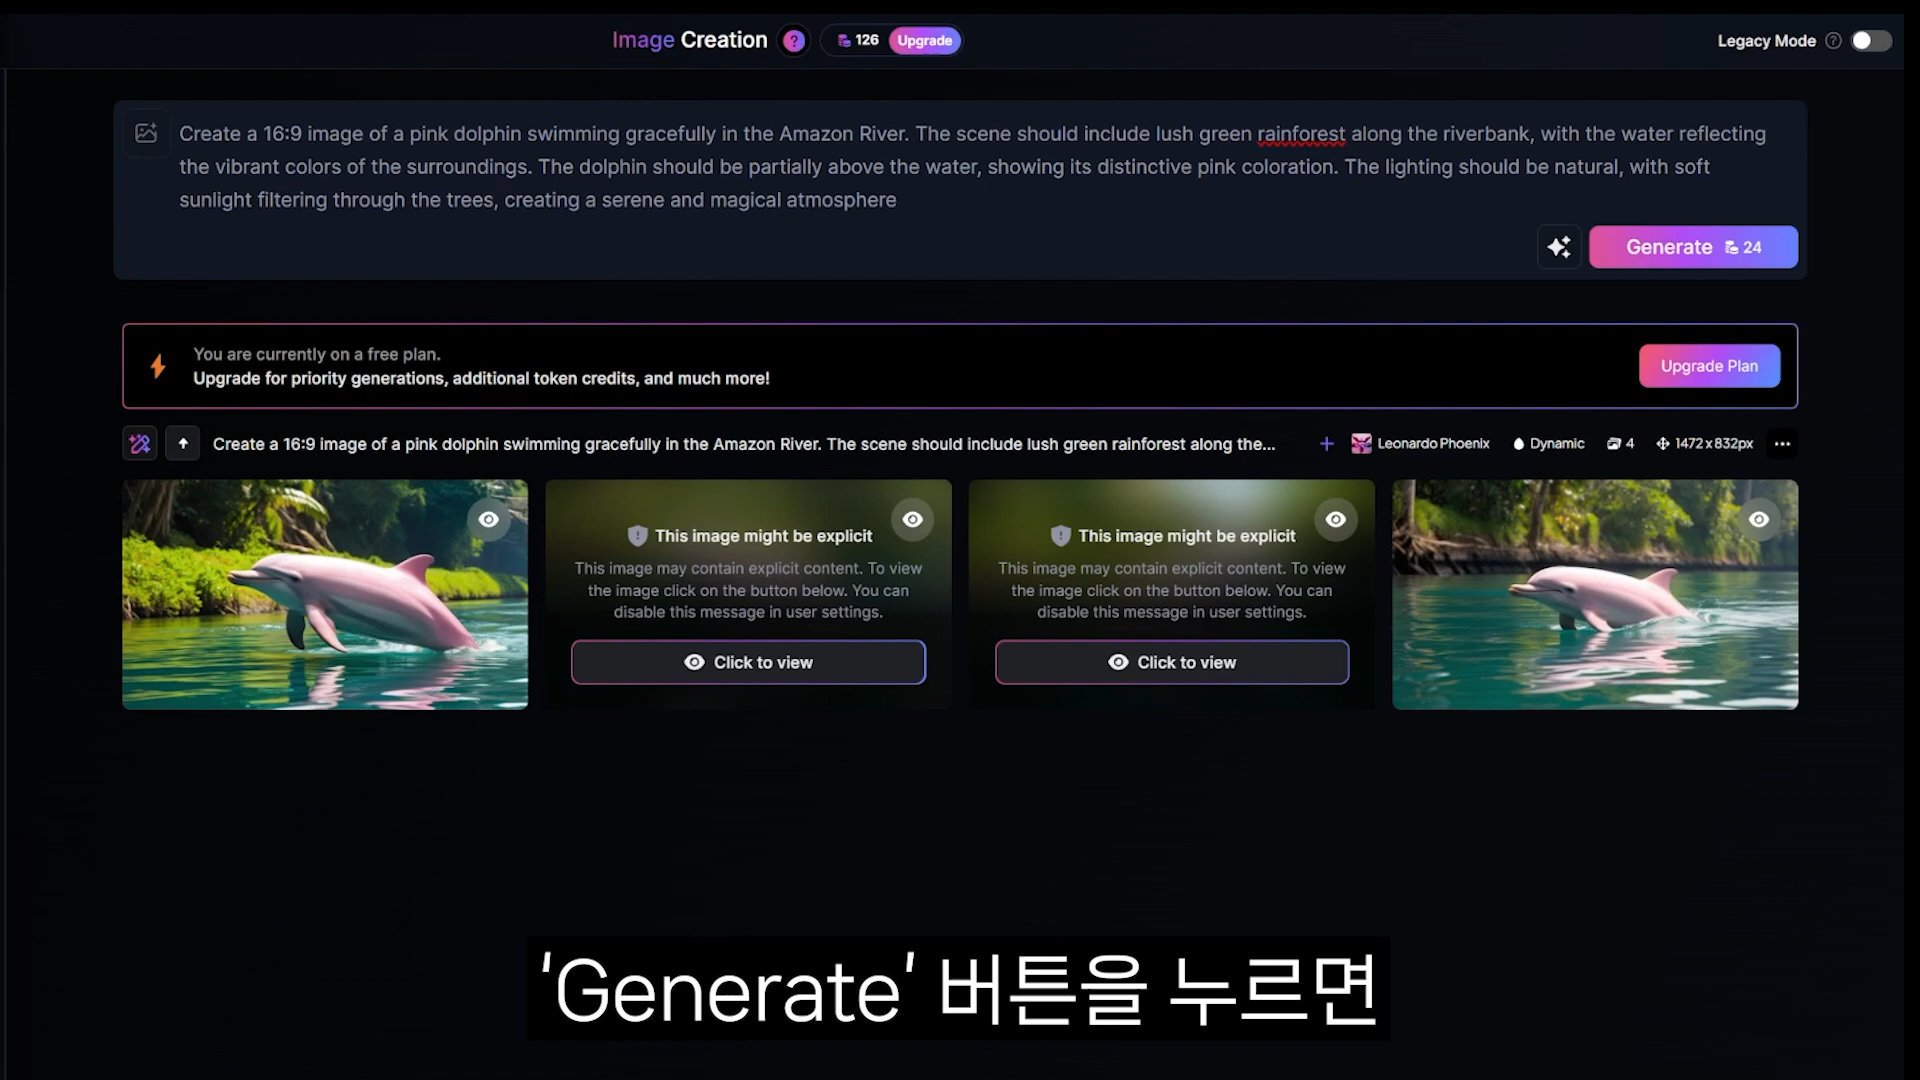 Image Creation ? 126 Upgrade
Legacy Mode ?
Create a 16:9 image of a pink dolphin swimming gracefully in the Amazon River. The scene should include lush green rainforest along the riverbank, with the water reflecting
the vibrant colors of the surroundings. The dolphin should be partially above the water, showing its distinctive pink coloration. The lighting should be natural, with soft
sunlight filtering through the trees, creating a serene and magical atmosphere
Generate 24
You are currently on a free plan.
Upgrade for priority generations, additional token credits, and much more!
Upgrade Plan
Create a 16:9 image of a pink dolphin swimming gracefully in the Amazon River. The scene should include lush green rainforest along the...
Leonardo Phoenix Dynamic 4 1472x832px
This image might be explicit
This image may contain explicit content. To view
the image click on the button below. You can
disable this message in user settings.
Click to view
This image might be explicit
This image may contain explicit content. To view
the image click on the button below. You can
disable this message in user settings.
Click to view
'Generate' 버튼을 누르면